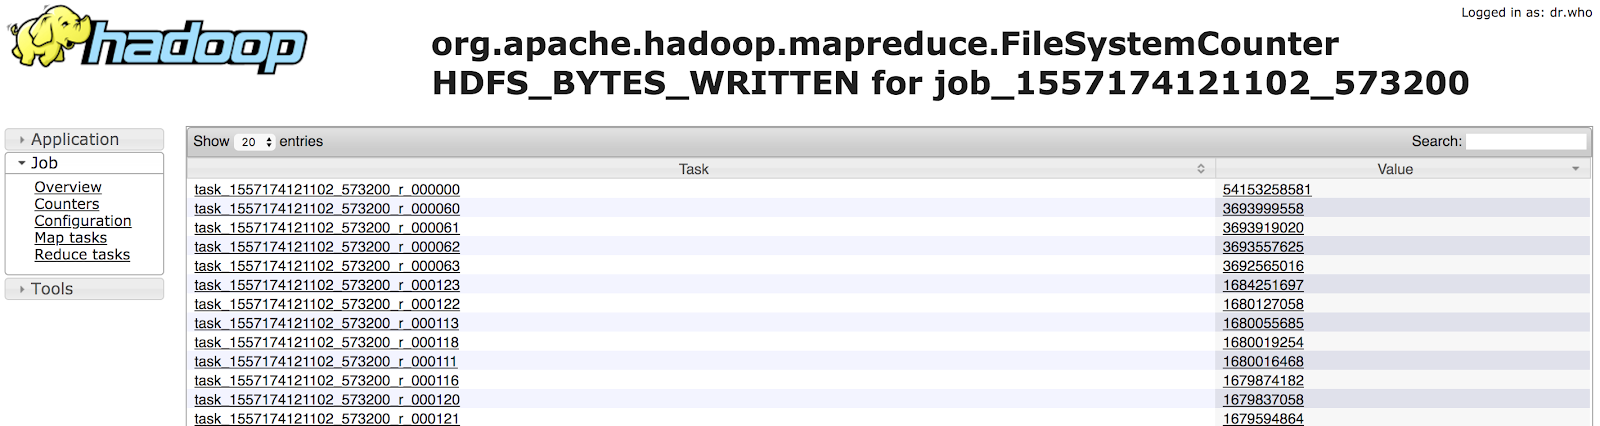 Logged in as: dr.who
hadoop
org.apache.hadoop.mapreduce.FileSystemCounter
HDFS_BYTES_WRITTEN for job_1557174121102_573200
Application
Job
Overview
Counters
Configuration
Map tasks
Reduce tasks
Tools
Show 20 entries Search:
Task Value
task_1557174121102_573200_r_000000 54153258581
task_1557174121102_573200_r_000060 3693999558
task_1557174121102_573200_r_000061 3693919020
task_1557174121102_573200_r_000062 3693557625
task_1557174121102_573200_r_000063 3692565016
task_1557174121102_573200_r_000123 1684251697
task_1557174121102_573200_r_000122 1680127058
task_1557174121102_573200_r_000113 1680055685
task_1557174121102_573200_r_000118 1680019254
task_1557174121102_573200_r_000111 1680016468
task_1557174121102_573200_r_000116 1679874182
task_1557174121102_573200_r_000120 1679837058
task_1557174121102_573200_r_000121 1679594864